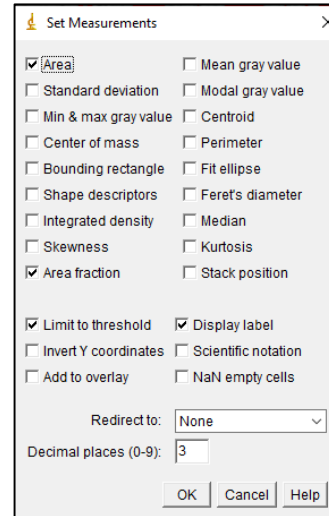 Set Measurements
Area Mean gray value
Standard deviation Modal gray value
Min & max gray value Centroid
Center of mass Perimeter
Bounding rectangle Fit ellipse
Shape descriptors Feret's diameter
Integrated density Median
Skewness Kurtosis
Area fraction Stack position
Limit to threshold Display label
Invert Y coordinates Scientific notation
Add to overlay NaN empty cells
Redirect to: None
Decimal places (0-9): 3
OK Cancel Help